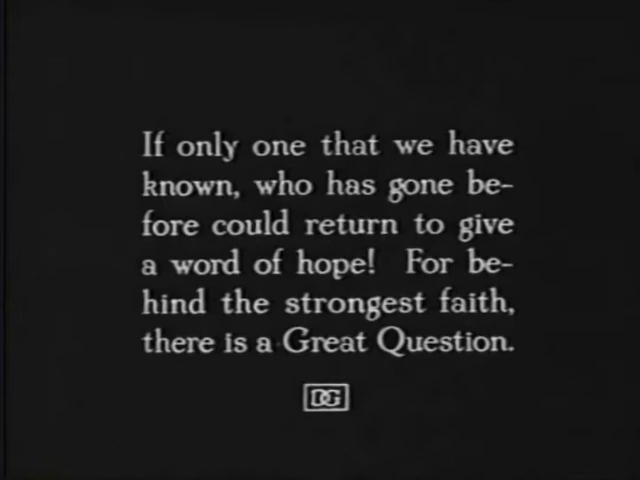 If only one that we have
known, who has gone be-
fore could return to give
a word of hope! For be-
hind the strongest faith,
there is a Great Question.
DG